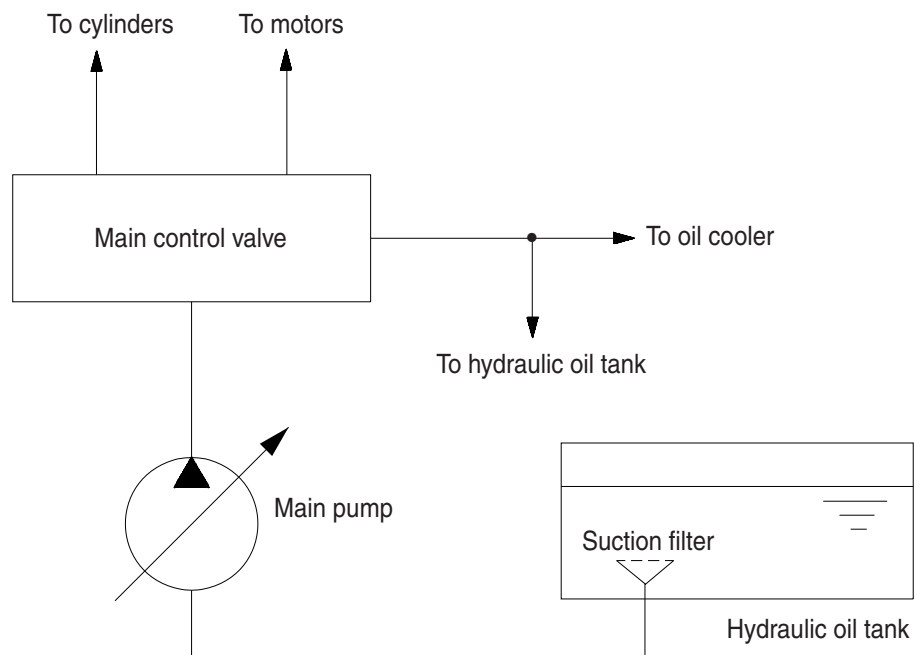 To cylinders
To motors
Main control valve
To oil cooler
To hydraulic oil tank
Main pump
Suction filter
Hydraulic oil tank